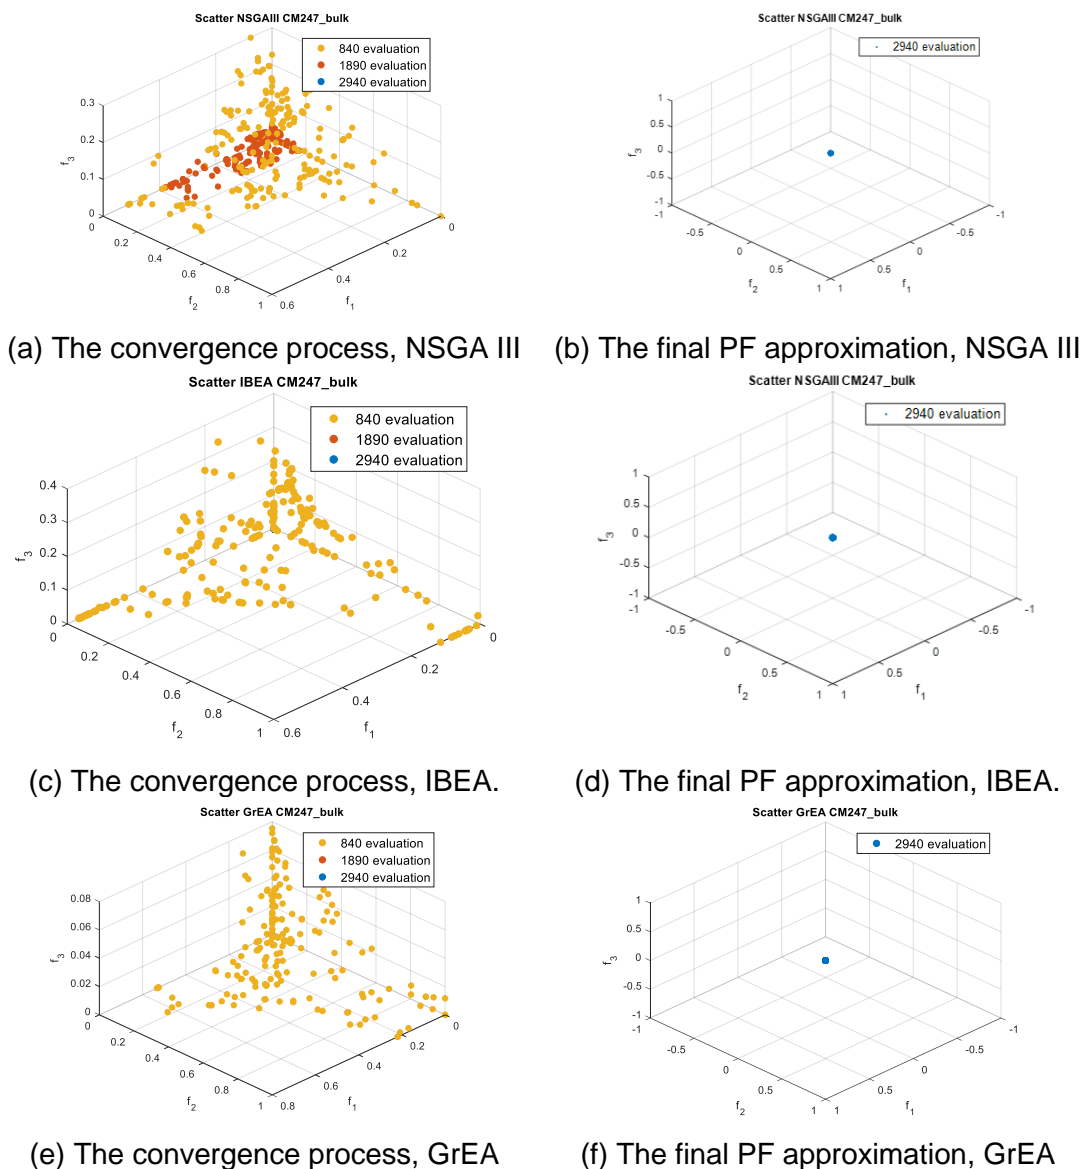 Scatter NSGAIII CM247_bulk
840 evaluation
1890 evaluation
2940 evaluation
0.3
0.2
0.1
0
f3
0
0.2
0.4
0.6
0.8
1
f2
0
0.2
0.4
0.6
f1
Scatter NSGAIII CM247_bulk
2940 evaluation
1
0.5
0
-0.5
-1
f3
-1
-0.5
0
0.5
1
f2
-1
-0.5
0
0.5
1
f1
(a) The convergence process, NSGA III
(b) The final PF approximation, NSGA III
Scatter IBEA CM247_bulk
840 evaluation
1890 evaluation
2940 evaluation
0.4
0.3
0.2
0.1
0
f3
0
0.2
0.4
0.6
0.8
1
f2
0
0.2
0.4
0.6
f1
Scatter NSGAIII CM247_bulk
2940 evaluation
1
0.5
0
-0.5
-1
f3
-1
-0.5
0
0.5
1
f2
-1
-0.5
0
0.5
1
f1
(c) The convergence process, IBEA.
(d) The final PF approximation, IBEA.
Scatter GrEA CM247_bulk
840 evaluation
1890 evaluation
2940 evaluation
0.08
0.06
0.04
0.02
0
f3
0
0.2
0.4
0.6
0.8
1
f2
0
0.2
0.4
0.6
0.8
f1
Scatter GrEA CM247_bulk
2940 evaluation
1
0.5
0
-0.5
-1
f3
-1
-0.5
0
0.5
1
f2
-1
-0.5
0
0.5
1
f1
(e) The convergence process, GrEA
(f) The final PF approximation, GrEA